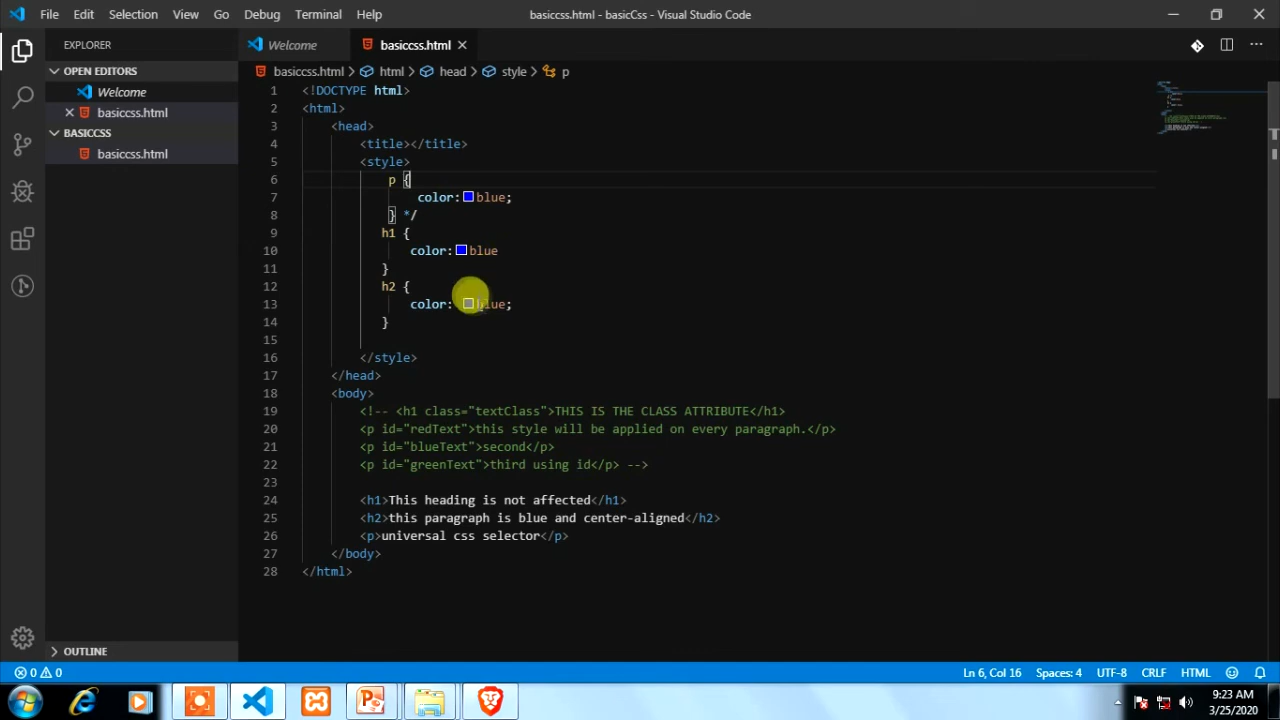 File Edit Selection View Go Debug Terminal Help
basiccss.html - basicCss - Visual Studio Code
EXPLORER
Welcome
basiccss.html
OPEN EDITORS
Welcome
basiccss.html
BASICCSS
basiccss.html
OUTLINE
basiccss.html > html > head > style > p
1 <!DOCTYPE html>
2 <html>
3 <head>
4 <title></title>
5 <style>
6 p {
7 color: blue;
8 } */
9 h1 {
10 color: blue
11 }
12 h2 {
13 color: blue;
14 }
15
16 </style>
17 </head>
18 <body>
19 <!-- <h1 class="textClass">THIS IS THE CLASS ATTRIBUTE</h1>
20 <p id="redText">this style will be applied on every paragraph.</p>
21 <p id="blueText">second</p>
22 <p id="greenText">third using id</p> -->
23
24 <h1>This heading is not affected</h1>
25 <h2>this paragraph is blue and center-aligned</h2>
26 <p>universal css selector</p>
27 </body>
28 </html>
0 0
Ln 6, Col 16 Spaces: 4 UTF-8 CRLF HTML
9:23 AM
3/25/2020